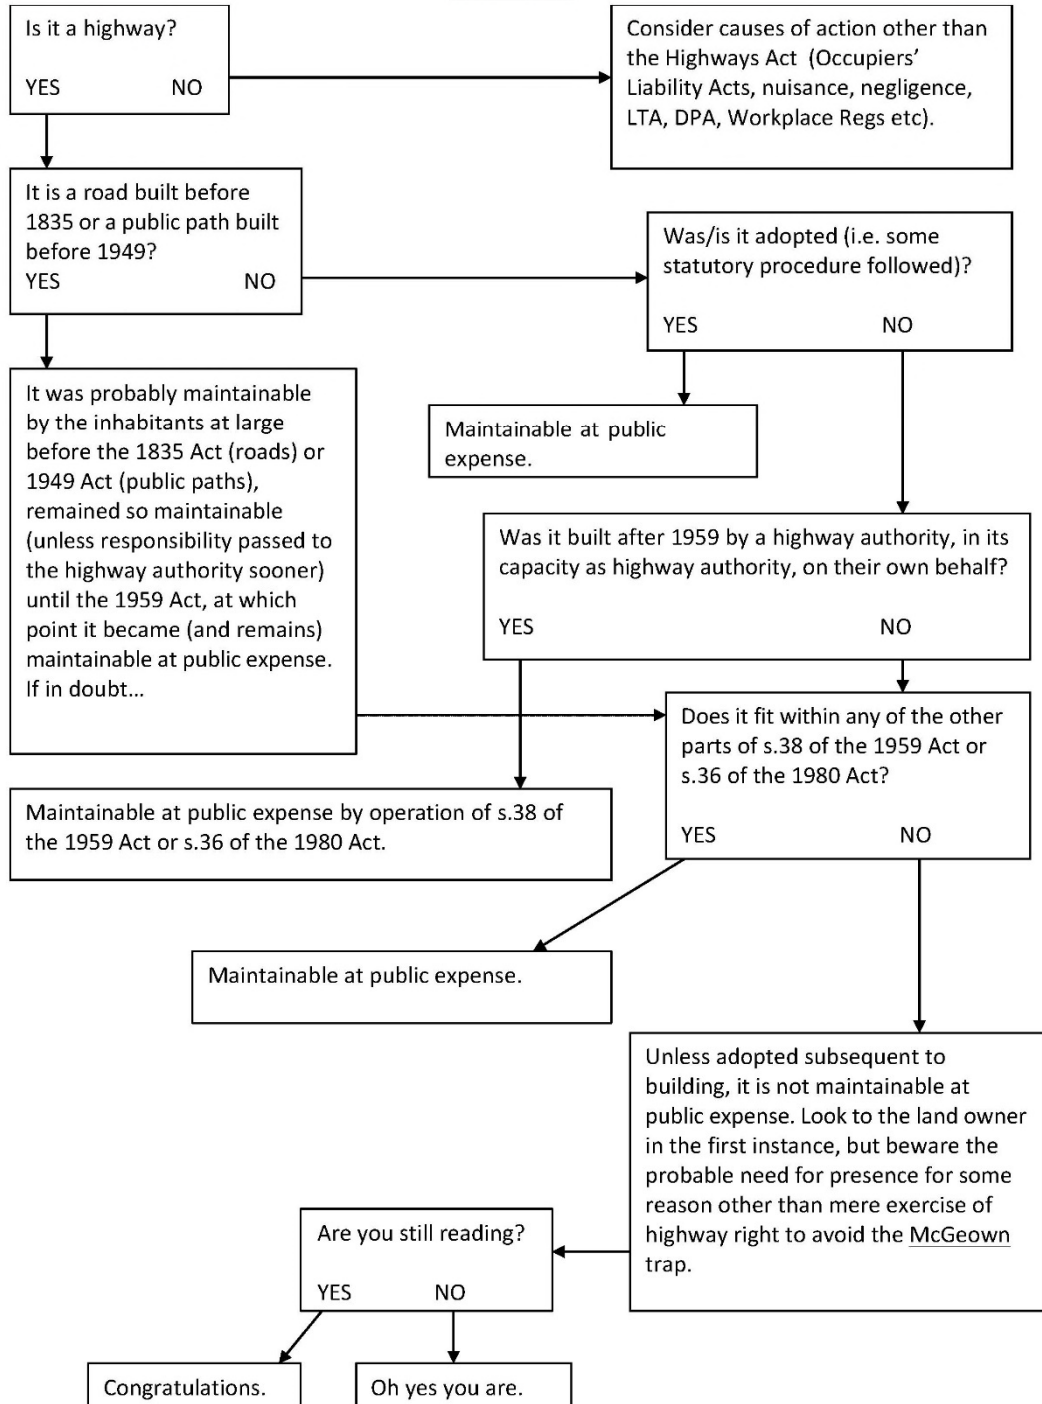 Is it a highway?
YES NO
Consider causes of action other than
the Highways Act (Occupiers’
Liability Acts, nuisance, negligence,
LTA, DPA, Workplace Regs etc).
It is a road built before
1835 or a public path built
before 1949?
YES NO
Was/is it adopted (i.e. some
statutory procedure followed)?
YES NO
It was probably maintainable
by the inhabitants at large
before the 1835 Act (roads) or
1949 Act (public paths),
remained so maintainable
(unless responsibility passed to
the highway authority sooner)
until the 1959 Act, at which
point it became (and remains)
maintainable at public expense.
If in doubt…
Maintainable at public
expense.
Was it built after 1959 by a highway authority, in its
capacity as highway authority, on their own behalf?
YES NO
Does it fit within any of the other
parts of s.38 of the 1959 Act or
s.36 of the 1980 Act?
YES NO
Maintainable at public expense by operation of s.38 of
the 1959 Act or s.36 of the 1980 Act.
Maintainable at public expense.
Unless adopted subsequent to
building, it is not maintainable at
public expense. Look to the land owner
in the first instance, but beware the
probable need for presence for some
reason other than mere exercise of
highway right to avoid the McGeown
trap.
Are you still reading?
YES NO
Congratulations.
Oh yes you are.